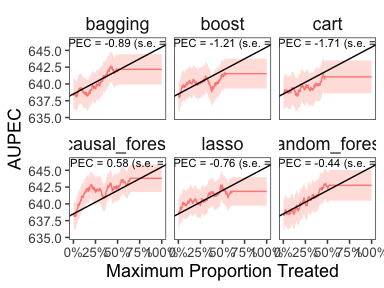 bagging boost cart
645.0 PEC = -0.89 (s.e. = PEC = -1.21 (s.e. = PEC = -1.71 (s.e. =
642.5
640.0
637.5
635.0
AUPEC
causal_fores lasso andom_fores
645.0 PEC = 0.58 (s.e. = PEC = -0.76 (s.e. = PEC = -0.44 (s.e. =
642.5
640.0
637.5
635.0
0% 25% 50% 75% 100% 0% 25% 50% 75% 100% 0% 25% 50% 75% 100%
Maximum Proportion Treated